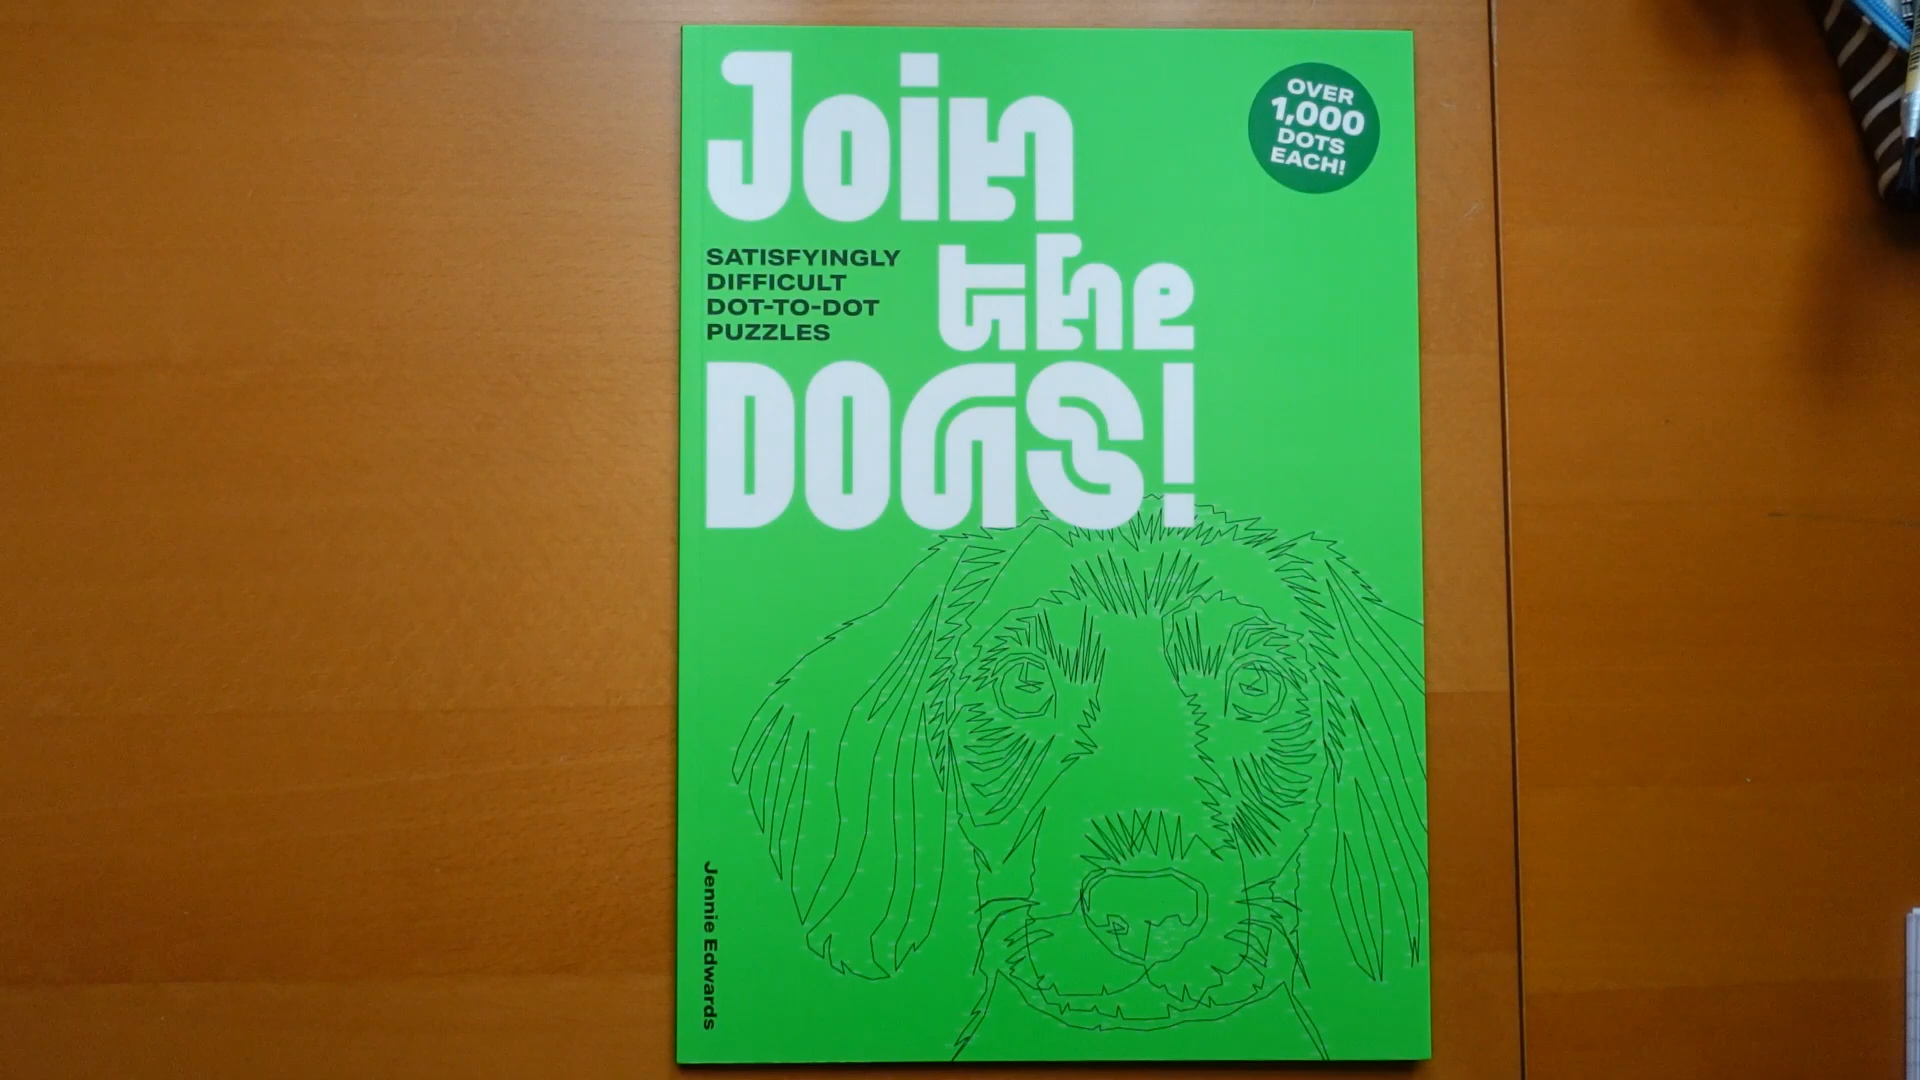 Join
the
DOGS!
SATISFYINGLY
DIFFICULT
DOT-TO-DOT
PUZZLES
OVER
1,000
DOTS
EACH!
Jennie Edwards